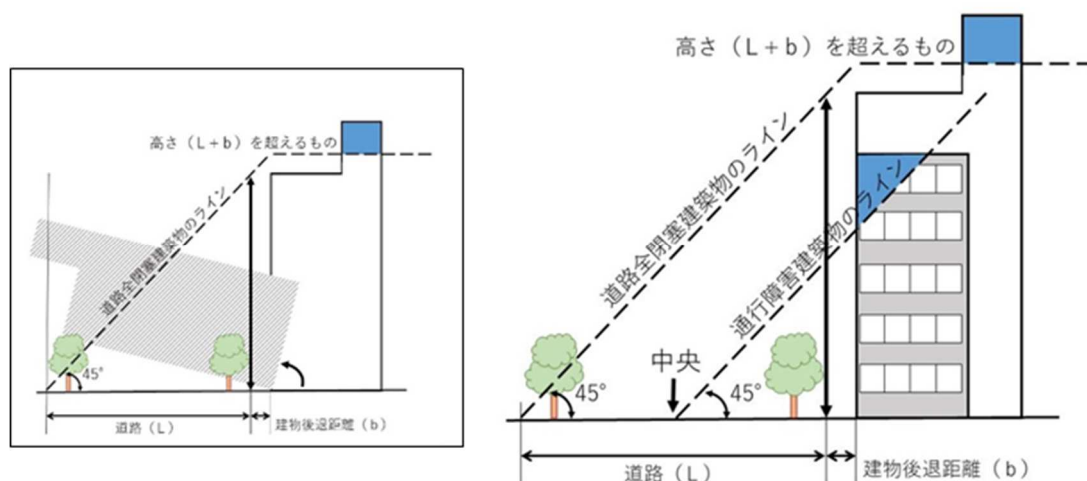 高さ(L+b)を超えるもの
道路全閉塞建築物のライン
45°
道路(L)
建物後退距離(b)
高さ(L+b)を超えるもの
道路全閉塞建築物のライン
通行障害建築物のライン
中央
45°
45°
道路(L)
建物後退距離(b)